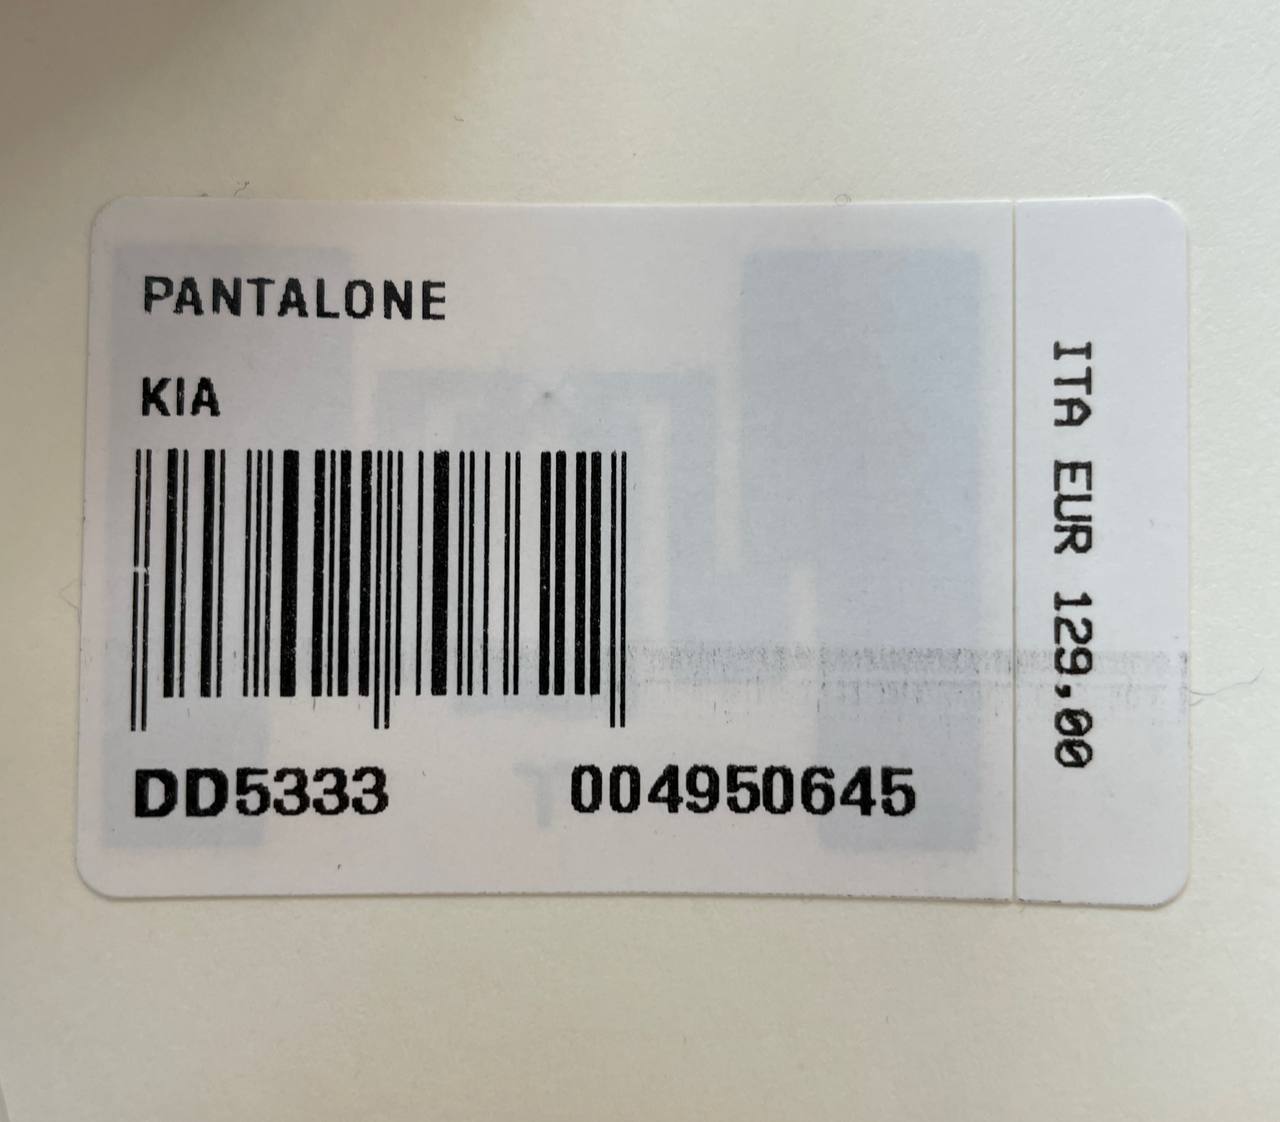 PANTALONE
KIA
DD5333 004950645
ITA EUR 129,00